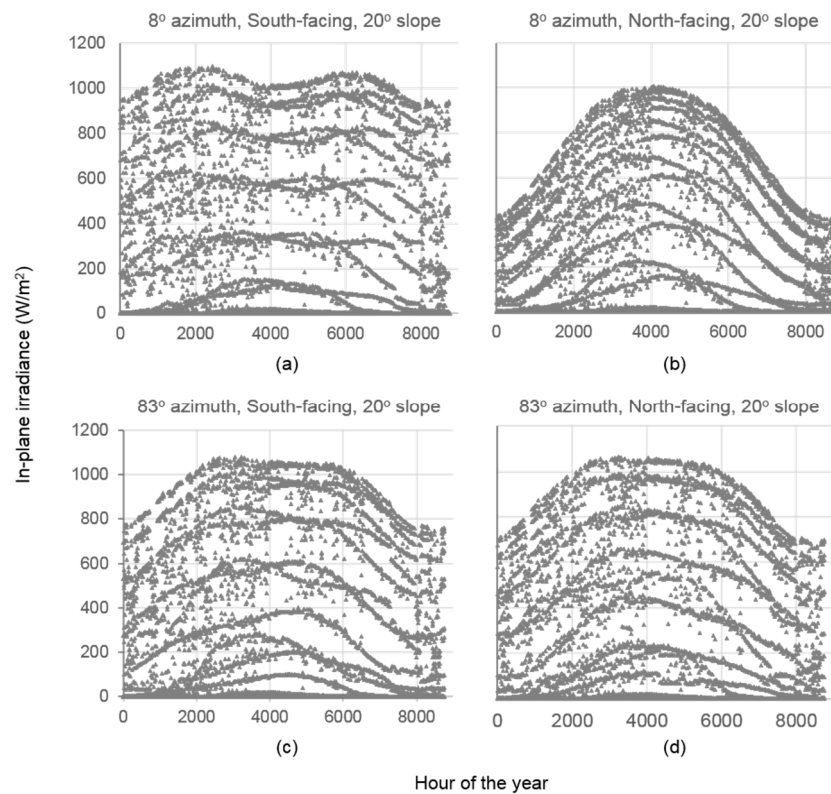 8º azimuth, South-facing, 20º slope
8º azimuth, North-facing, 20º slope
1200
1000
800
600
400
200
0
0 2000 4000 6000 8000
0 2000 4000 6000 8000
(a)
(b)
In-plane irradiance (W/m²)
83º azimuth, South-facing, 20º slope
83º azimuth, North-facing, 20º slope
1200
1000
800
600
400
200
0
0 2000 4000 6000 8000
0 2000 4000 6000 8000
(c)
(d)
Hour of the year